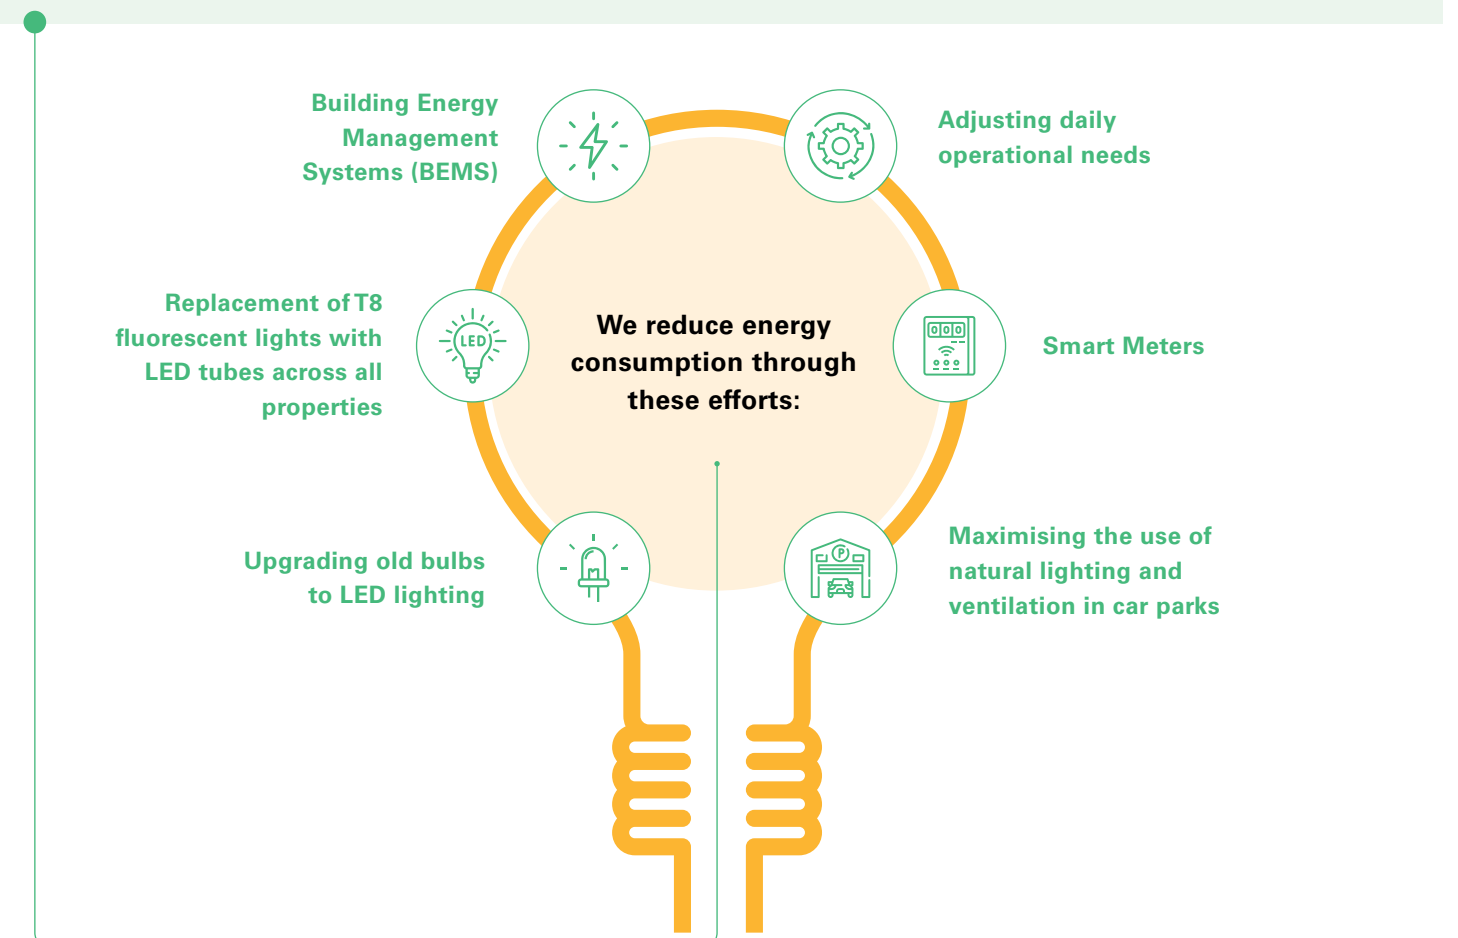 Building Energy
Management
Systems (BEMS)
Adjusting daily
operational needs
Replacement of T8
fluorescent lights with
LED tubes across all
properties
LED
We reduce energy
consumption through
these efforts:
000
Smart Meters
Upgrading old bulbs
to LED lighting
P
Maximising the use of
natural lighting and
ventilation in car parks